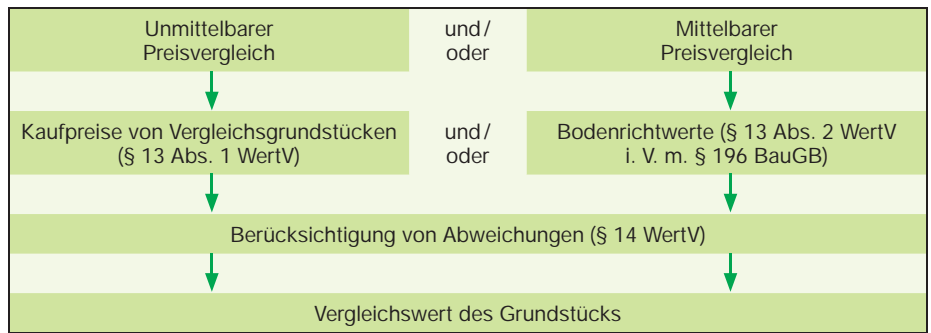 Unmittelbarer
Preisvergleich
und/
oder
Mittelbarer
Preisvergleich
Kaufpreise von Vergleichsgrundstücken
(§ 13 Abs. 1 WertV)
und/
oder
Bodenrichtwerte (§ 13 Abs. 2 WertV
i. V. m. § 196 BauGB)
Berücksichtigung von Abweichungen (§ 14 WertV)
Vergleichswert des Grundstücks